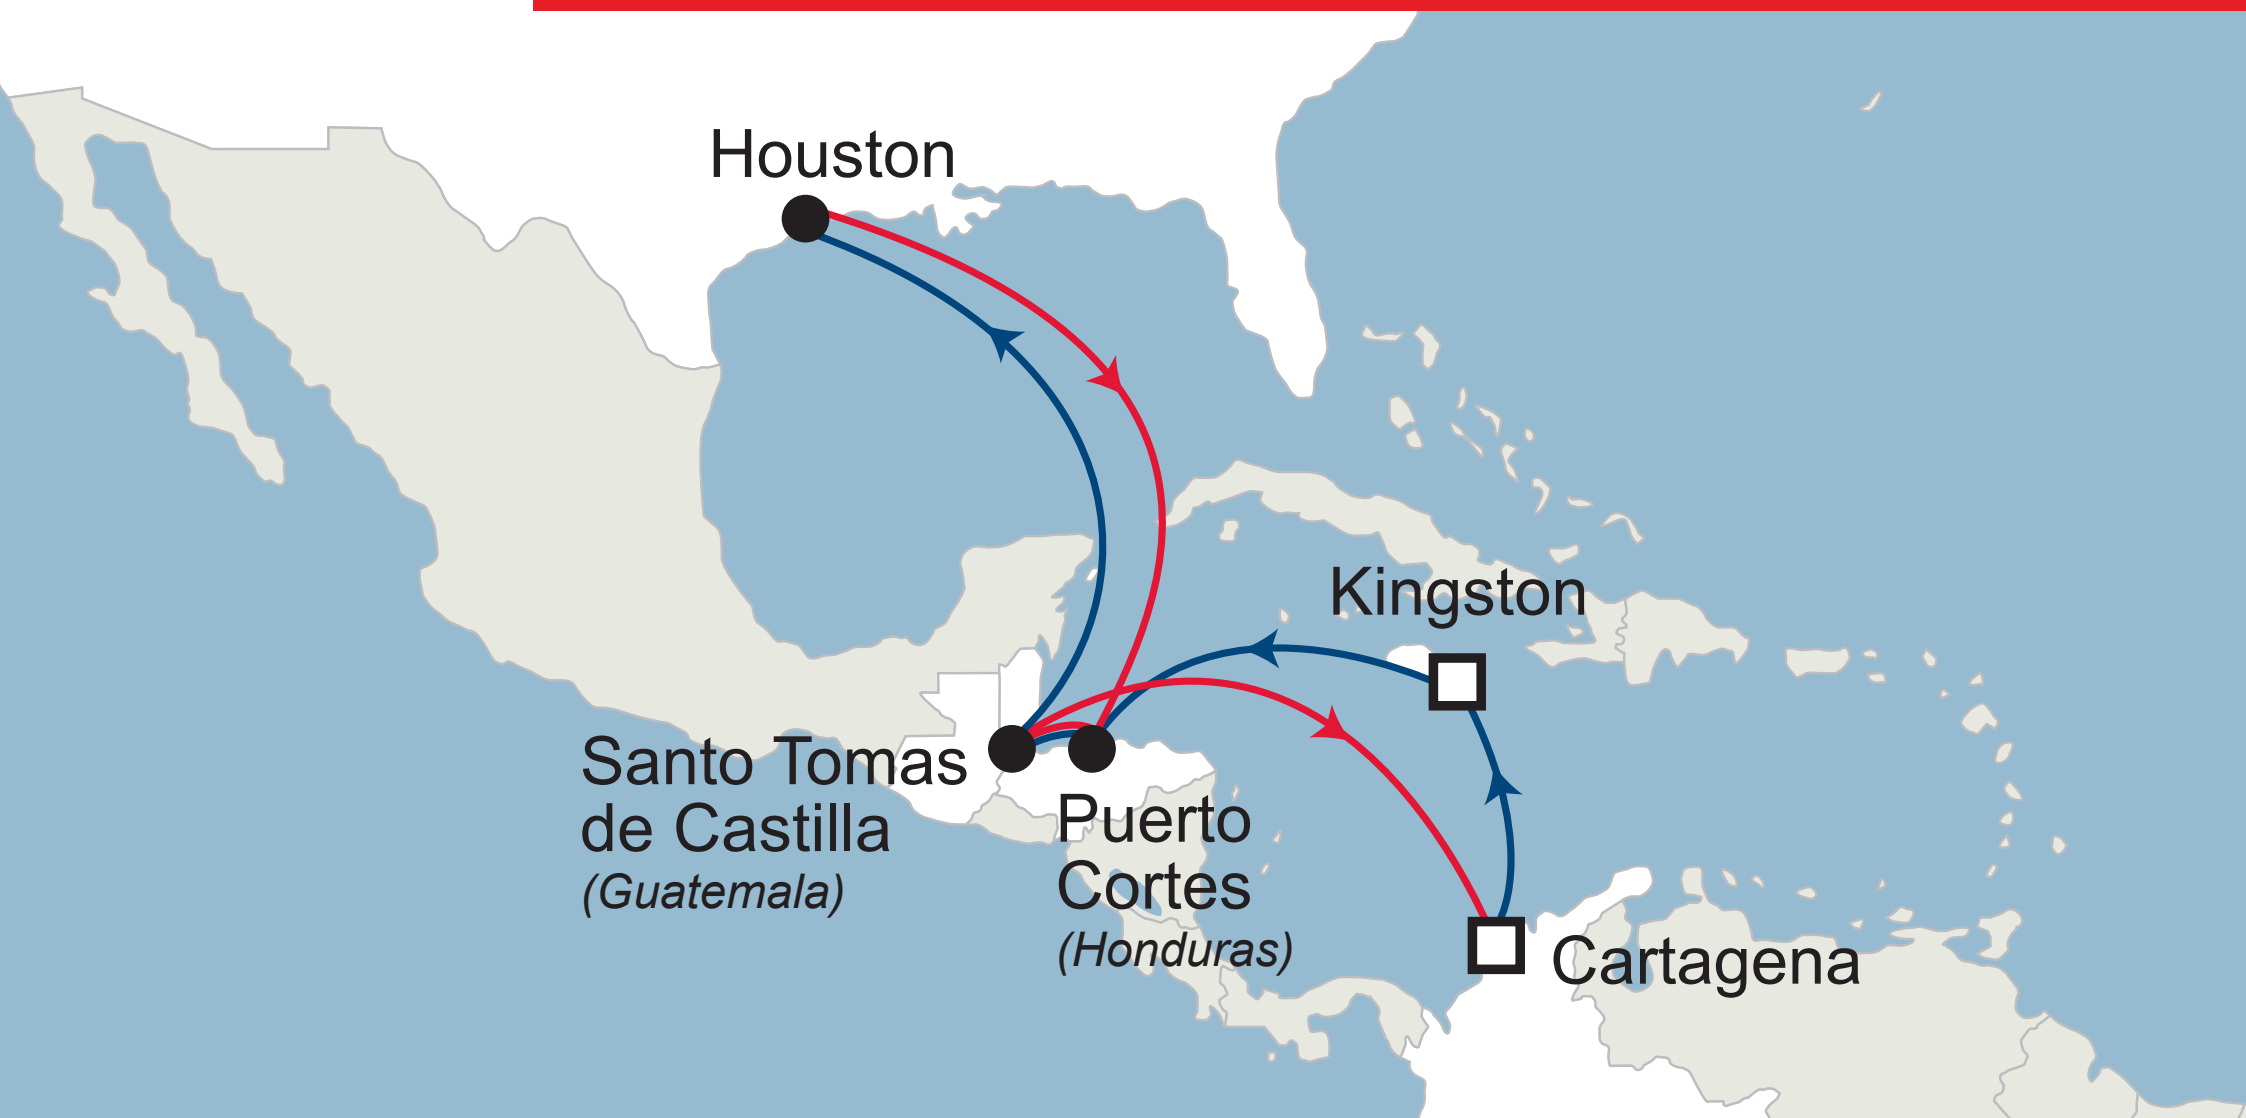 Houston
Kingston
Santo Tomas
de Castilla
(Guatemala)
Puerto
Cortes
(Honduras)
Cartagena